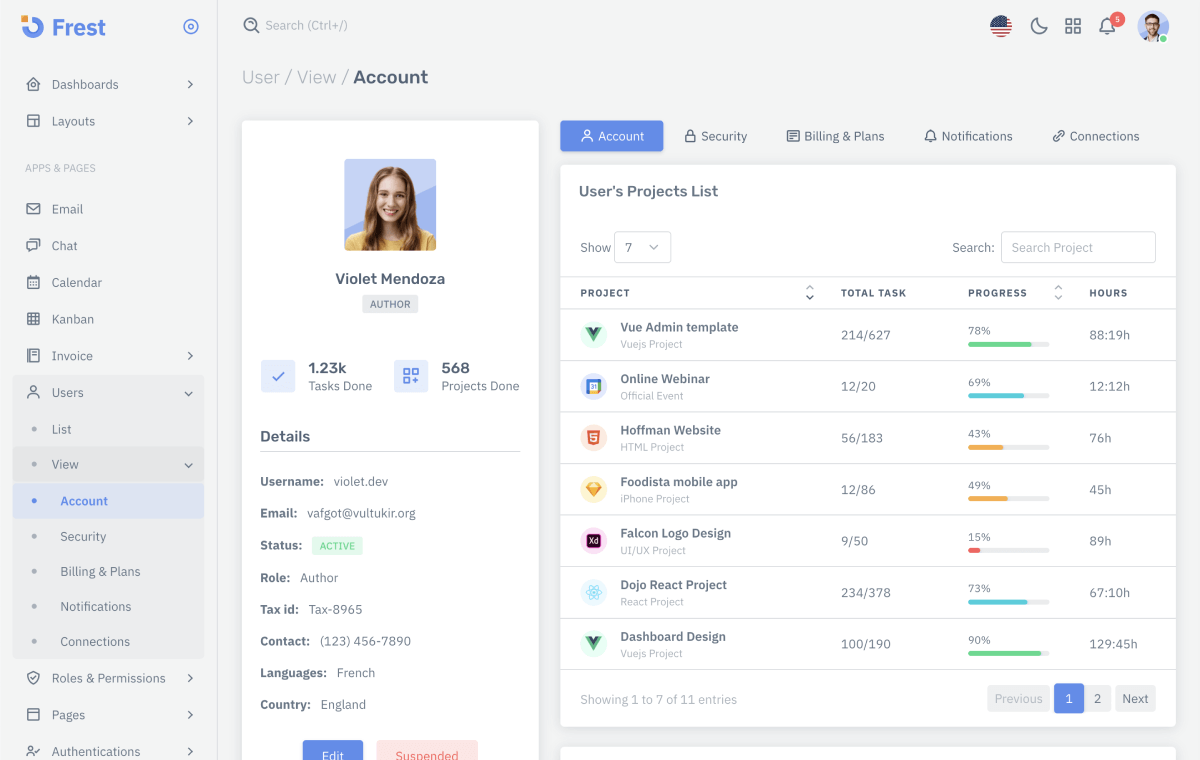 Frest
Search (Ctrl+/)
5
Dashboards
Layouts
APPS & PAGES
Email
Chat
Calendar
Kanban
Invoice
Users
List
View
Account
Security
Billing & Plans
Notifications
Connections
Roles & Permissions
Pages
Authentications
User / View / Account
Violet Mendoza
AUTHOR
1.23k
Tasks Done
568
Projects Done
Details
Username: violet.dev
Email: vafgot@vultukir.org
Status: ACTIVE
Role: Author
Tax id: Tax-8965
Contact: (123) 456-7890
Languages: French
Country: England
Edit Suspended
Account Security Billing & Plans Notifications Connections
User's Projects List
Show 7 Search: Search Project
PROJECT TOTAL TASK PROGRESS HOURS
Vue Admin template
Vuejs Project
214/627 78% 88:19h
31
Online Webinar
Official Event
12/20 69% 12:12h
Hoffman Website
HTML Project
56/183 43% 76h
Foodista mobile app
iPhone Project
12/86 49% 45h
Xd
Falcon Logo Design
UI/UX Project
9/50 15% 89h
Dojo React Project
React Project
234/378 73% 67:10h
Dashboard Design
Vuejs Project
100/190 90% 129:45h
Showing 1 to 7 of 11 entries
Previous 1 2 Next